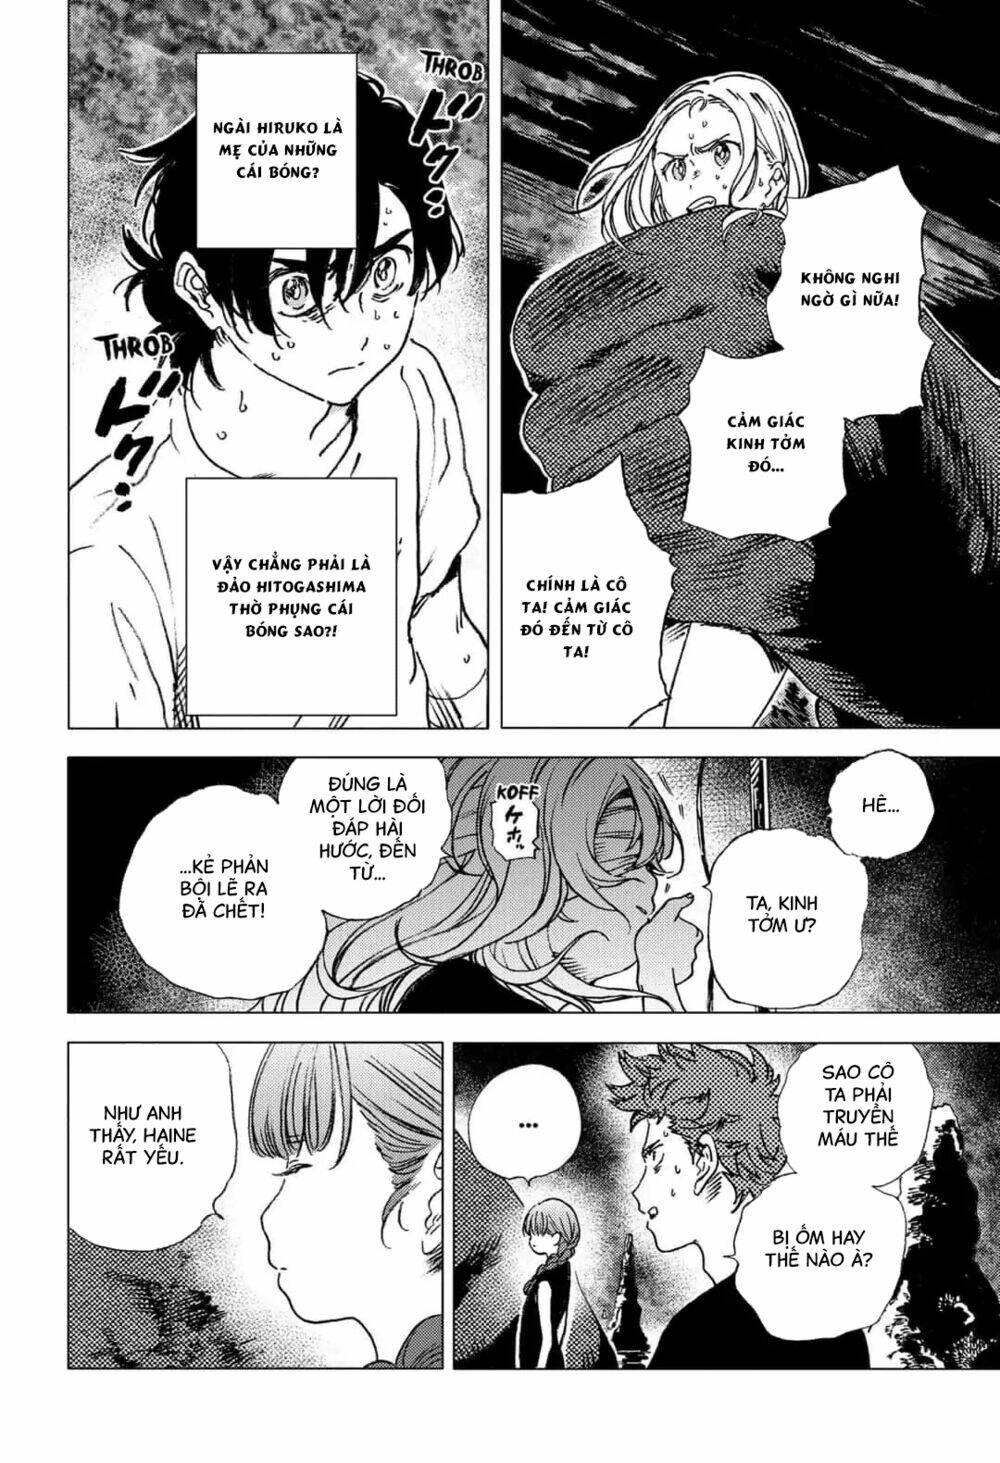 KHÔNG NGHI
NGỜ GÌ NỮA!
CẢM GIÁC
KINH TỞM
ĐÓ...
CHÍNH LÀ CÔ
TA! CẢM GIÁC
ĐÓ ĐẾN TỪ CÔ
TA!
THROB
ドクン
NGÀI HIRUKO LÀ
MẸ CỦA NHỮNG
CÁI BÓNG?
THROB
ドクン
VẬY CHẲNG PHẢI LÀ
ĐẢO HITOGASHIMA
THỜ PHỤNG CÁI
BÓNG SAO?!
HÊ...
TA, KINH
TỞM Ư?
KOFF
ケホッ
ĐÚNG LÀ
MỘT LỜI ĐỐI
ĐÁP HÀI
HƯỚC, ĐẾN
TỪ...
...KẺ PHẢN
BỘI LẼ RA
ĐÃ CHẾT!
SAO CÔ
TA PHẢI
TRUYỀN
MÁU THẾ
BỊ ỐM HAY
THẾ NÀO À?
...
NHƯ ANH
THẤY, HAINE
RẤT YẾU.